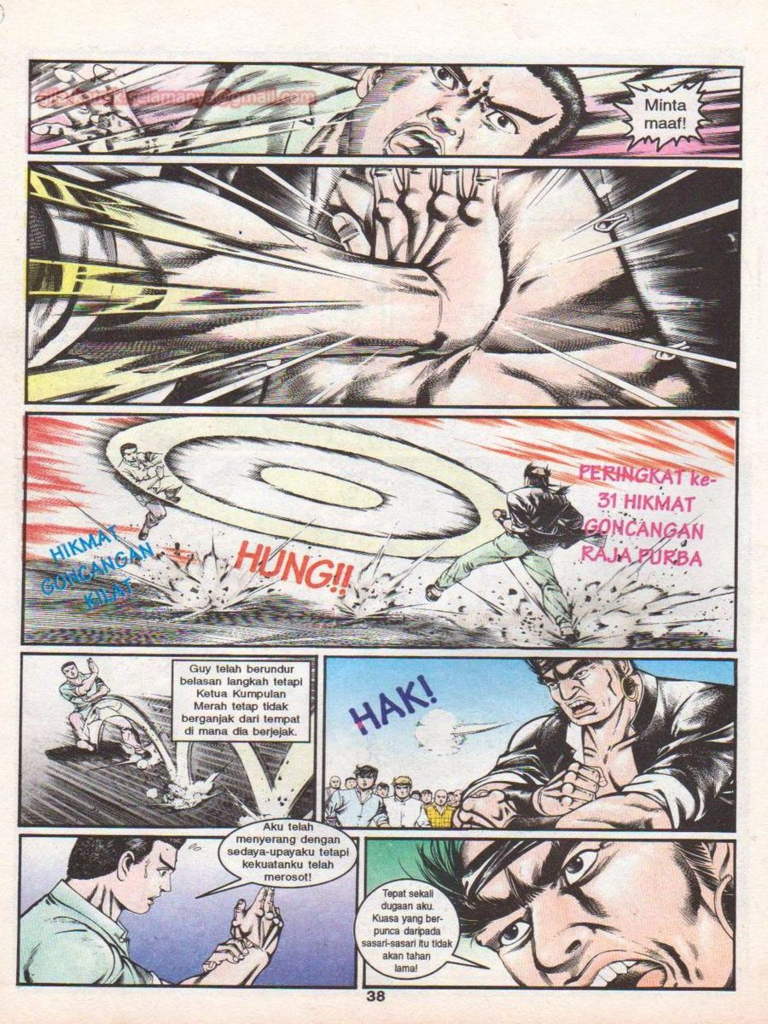 Minta
maaf!
HIKMAT
GONCANGAN
KILAT
HUNG!!
PERINGKAT ke-
31 HIKMAT
GONCANGAN
RAJA PURBA
Guy telah berundur
belasan langkah tetapi
Ketua Kumpulan
Merah tetap tidak
berganjak dari tempat
di mana dia berjejak.
HAK!
Aku telah
menyerang dengan
sedaya-upayaku tetapi
kekuatanku telah
merosot!
Tepat sekali
dugaan aku.
Kuasa yang ber-
punca daripada
sasari-sasari itu tidak
akan tahan
lama!
38